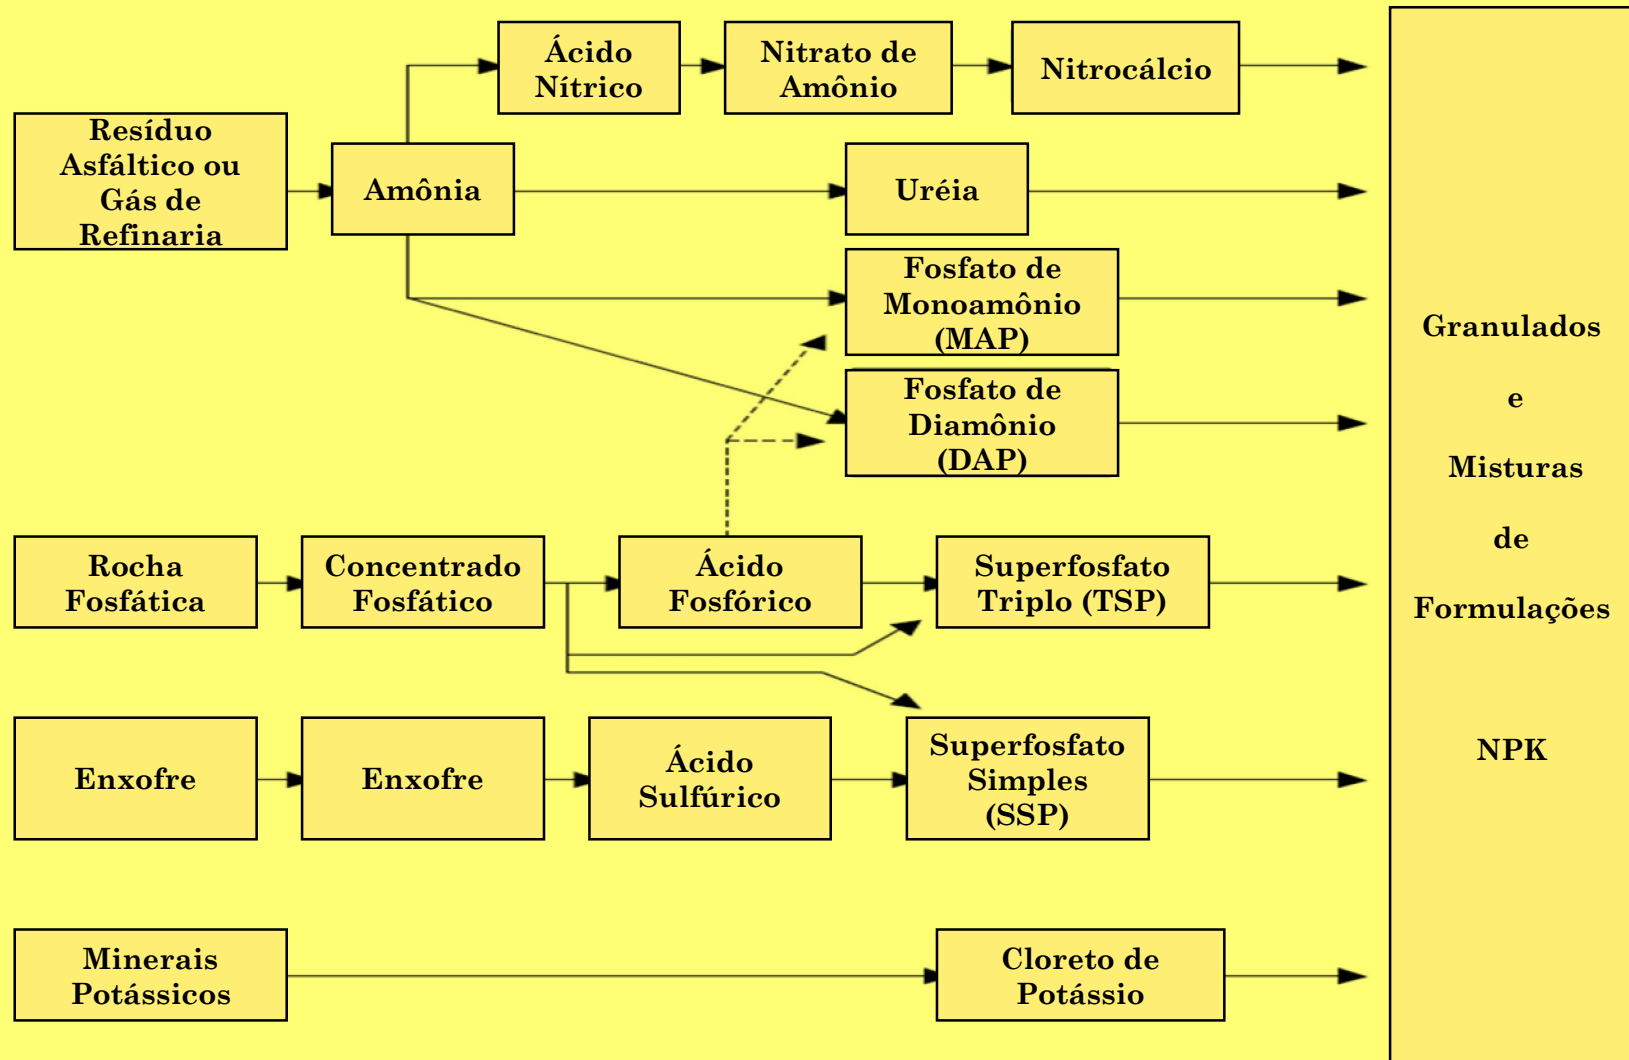 Ácido
Nítrico
Nitrato de
Amônio
Nitrocálcio
Resíduo
Asfáltico ou
Gás de
Refinaria
Amônia
Uréia
Fosfato de
Monoamônio
(MAP)
Fosfato de
Diamônio
(DAP)
Rocha
Fosfática
Concentrado
Fosfático
Ácido
Fosfórico
Superfosfato
Triplo (TSP)
Enxofre
Enxofre
Ácido
Sulfúrico
Superfosfato
Simples
(SSP)
Minerais
Potássicos
Cloreto de
Potássio
Granulados
e
Misturas
de
Formulações
NPK